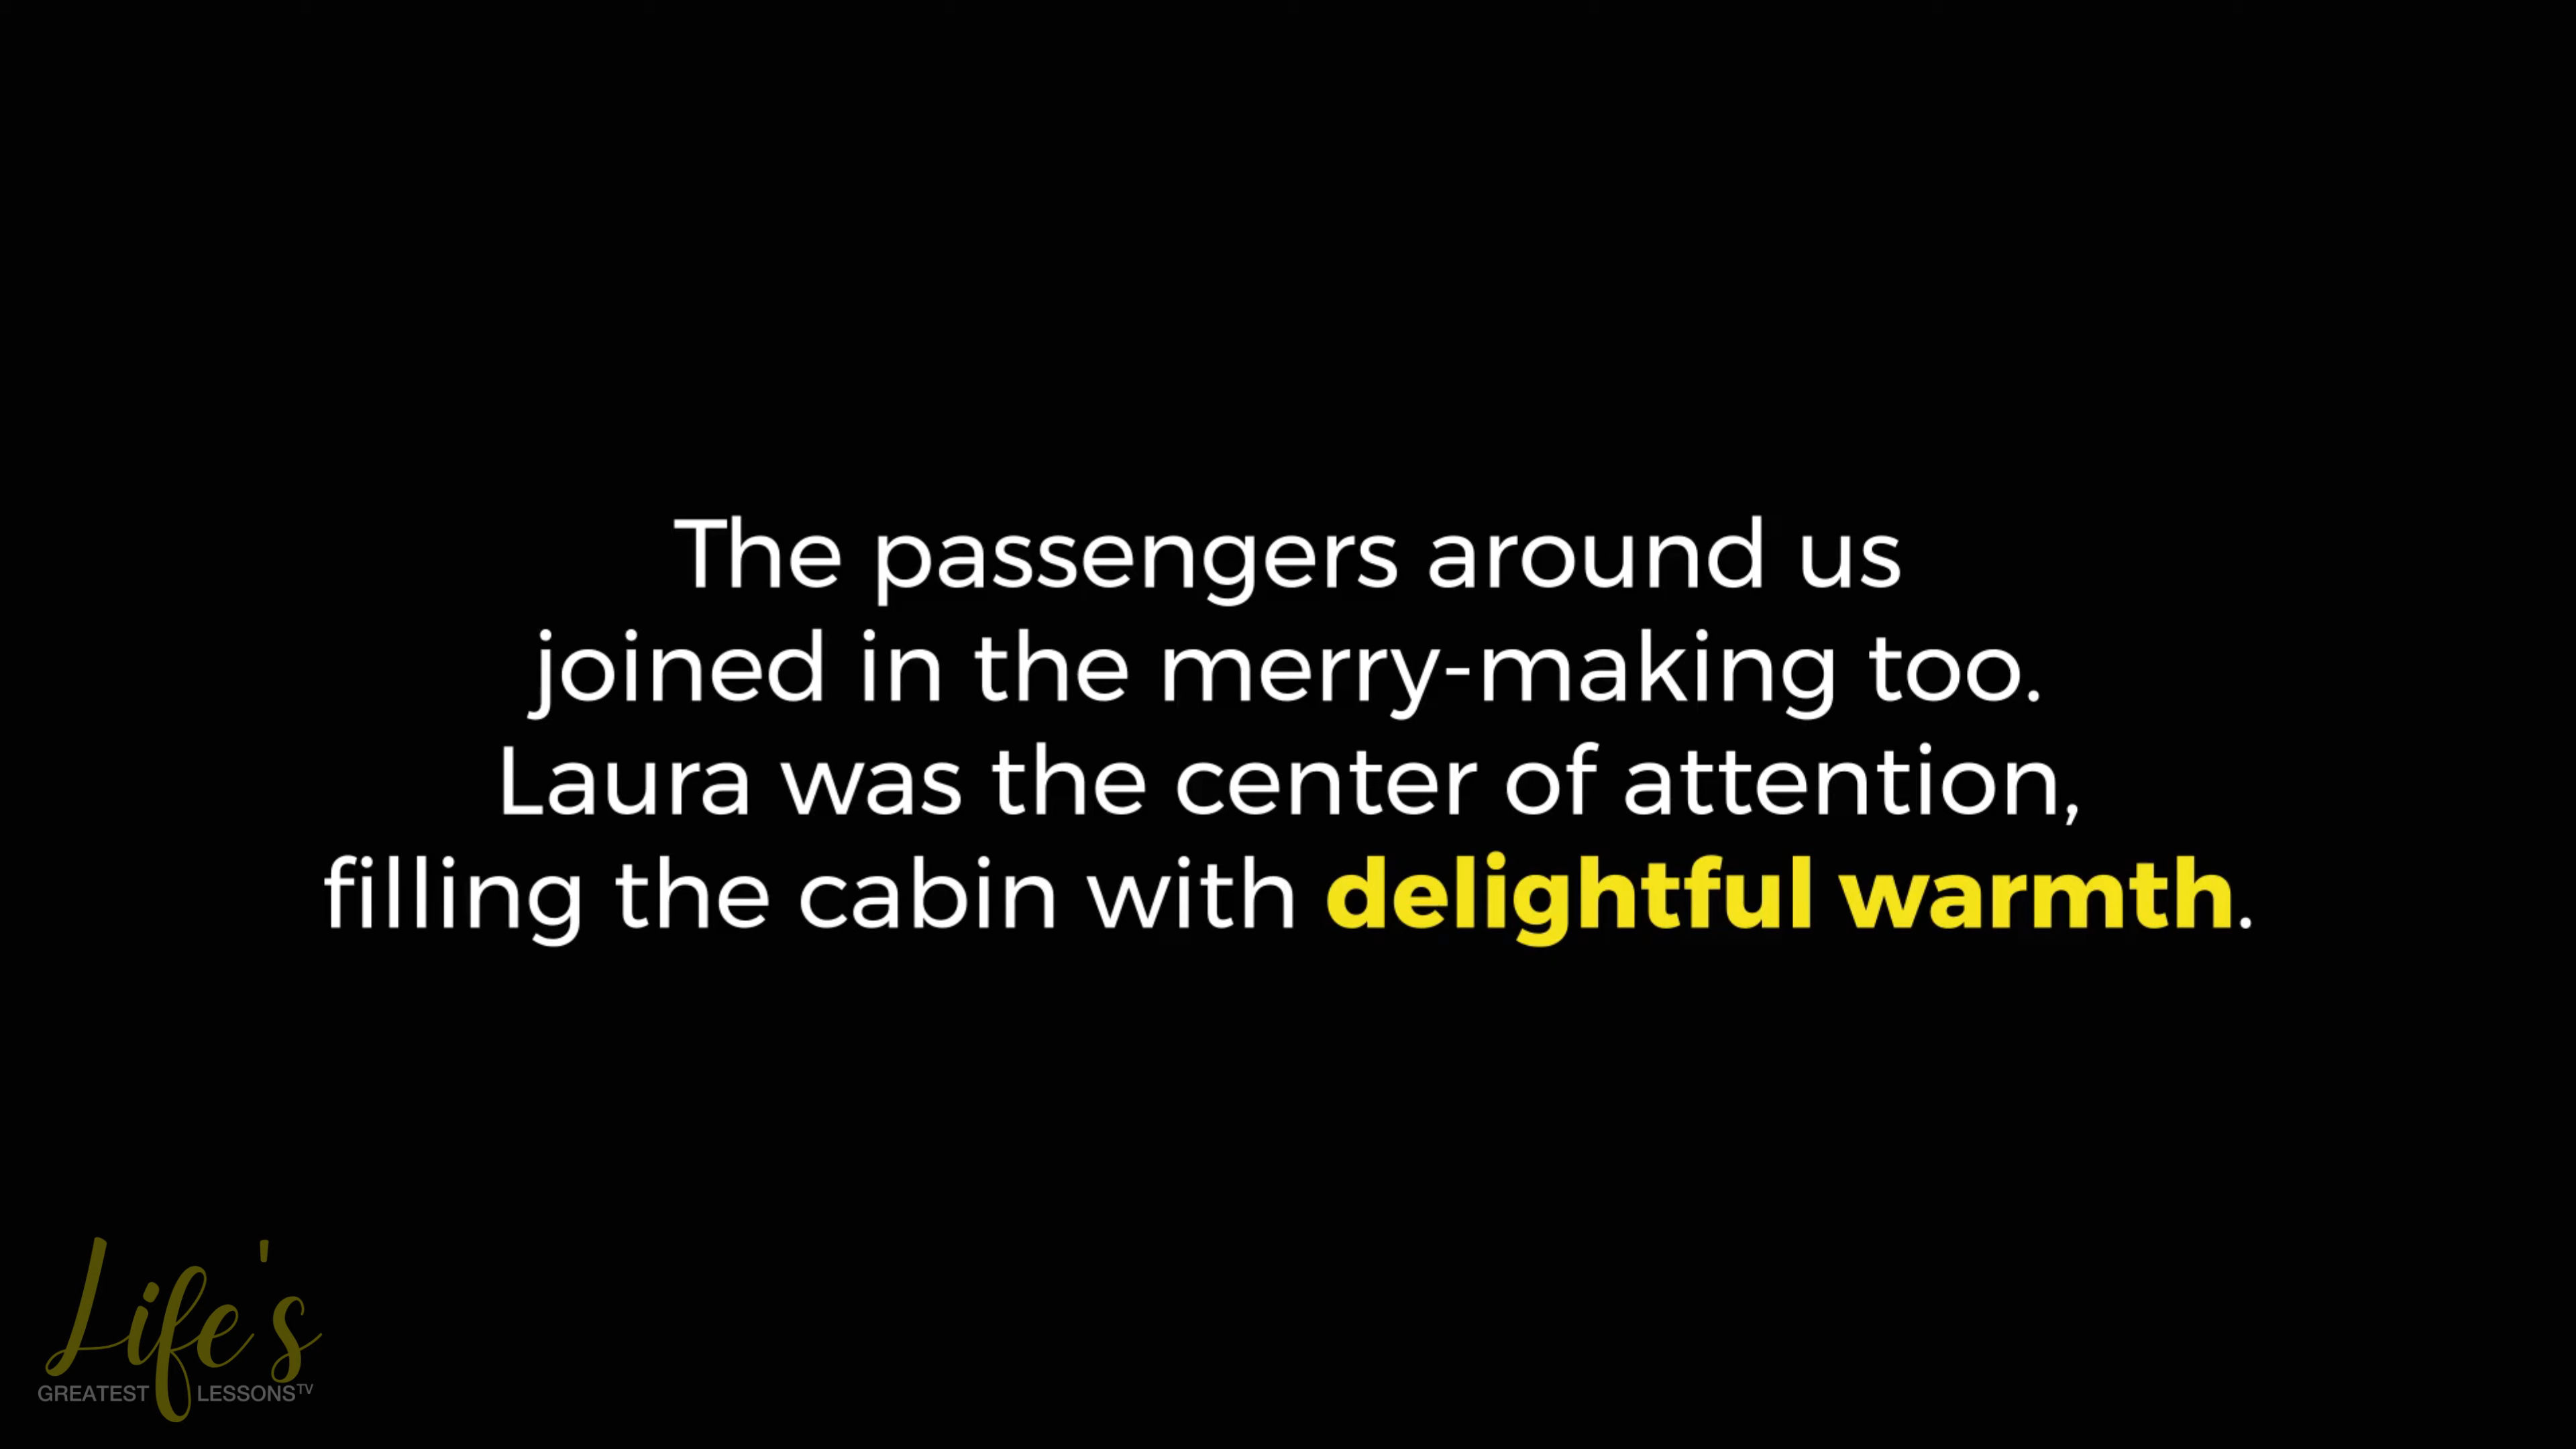 The passengers around us
joined in the merry-making too.
Laura was the center of attention,
filling the cabin with delightful warmth.
Life's
GREATEST LESSONS TV